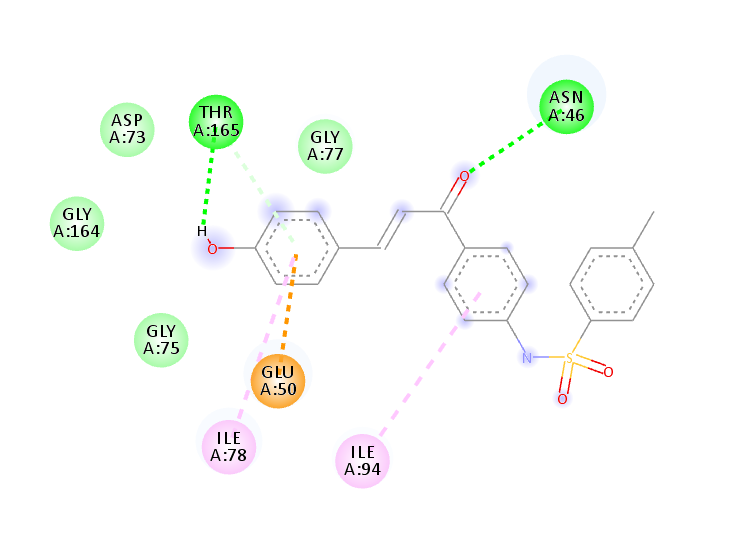 ASN
A:46
THR
A:165
ASP
A:73
GLY
A:77
O
GLY
A:164
H
O
GLY
A:75
N
S
O
O
GLU
A:50
ILE
A:78
ILE
A:94